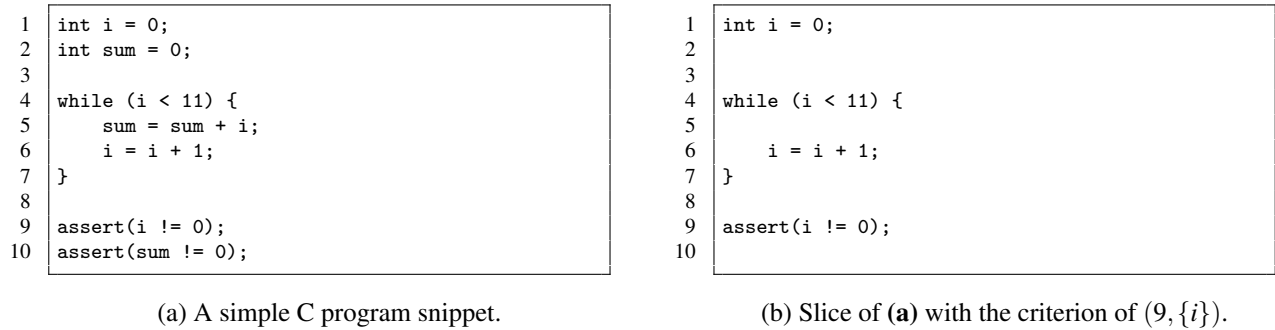 1 int i = 0;
2 int sum = 0;
3
4 while (i < 11) {
5     sum = sum + i;
6     i = i + 1;
7 }
8
9 assert(i != 0);
10 assert(sum != 0);
(a) A simple C program snippet.
1 int i = 0;
2
3
4 while (i < 11) {
5
6     i = i + 1;
7 }
8
9 assert(i != 0);
10
(b) Slice of (a) with the criterion of (9, {i}).